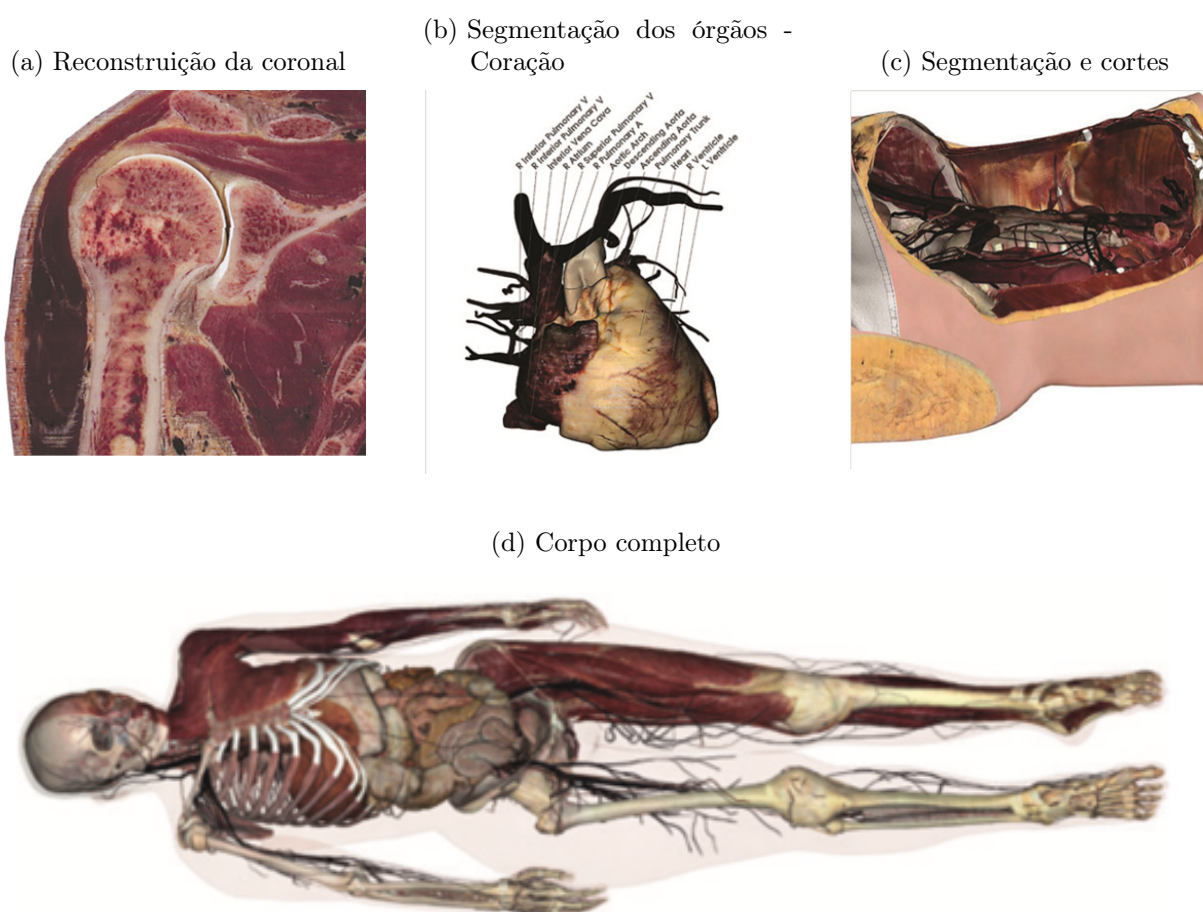 (a) Reconstruição da coronal
(b) Segmentação dos órgãos -
Coração
(c) Segmentação e cortes
R Inferior Pulmonary V
R Inferior Pulmonary V
Inferior Vena Cava
R Atrium
R Superior Pulmonary V
R Pulmonary A
Aortic Arch
Descending Aorta
Ascending Aorta
Pulmonary Trunk
Heart
R Ventricle
L Ventricle
(d) Corpo completo